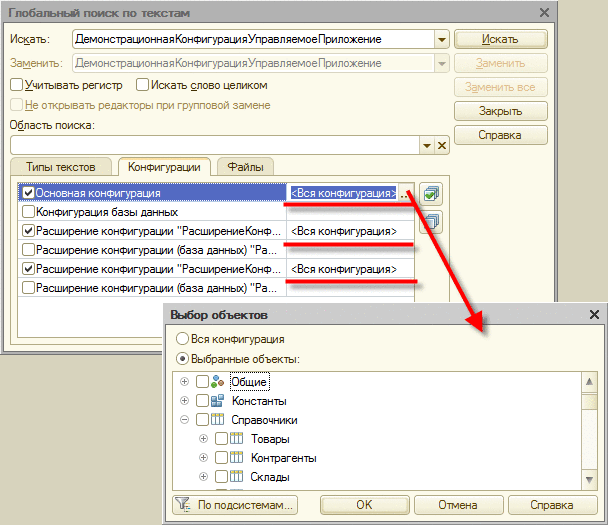 Глобальный поиск по текстам
Искать: ДемонстрационнаяКонфигурацияУправляемоеПриложение Искать
Заменить: ДемонстрационнаяКонфигурацияУправляемоеПриложение Заменить
Учитывать регистр Искать слово целиком Заменить все
Не открывать редакторы при групповой замене Закрыть
Область поиска: Справка
Типы текстов Конфигурации Файлы
Основная конфигурация <Вся конфигурация> ...
Конфигурация базы данных
Расширение конфигурации "РасширениеКонф... <Вся конфигурация>
Расширение конфигурации (база данных) "Ра...
Расширение конфигурации "РасширениеКонф... <Вся конфигурация>
Расширение конфигурации (база данных) "Ра...
Выбор объектов
Вся конфигурация
Выбранные объекты:
Общие
Константы
Справочники
Товары
Контрагенты
Склады
По подсистемам... OK Отмена Справка